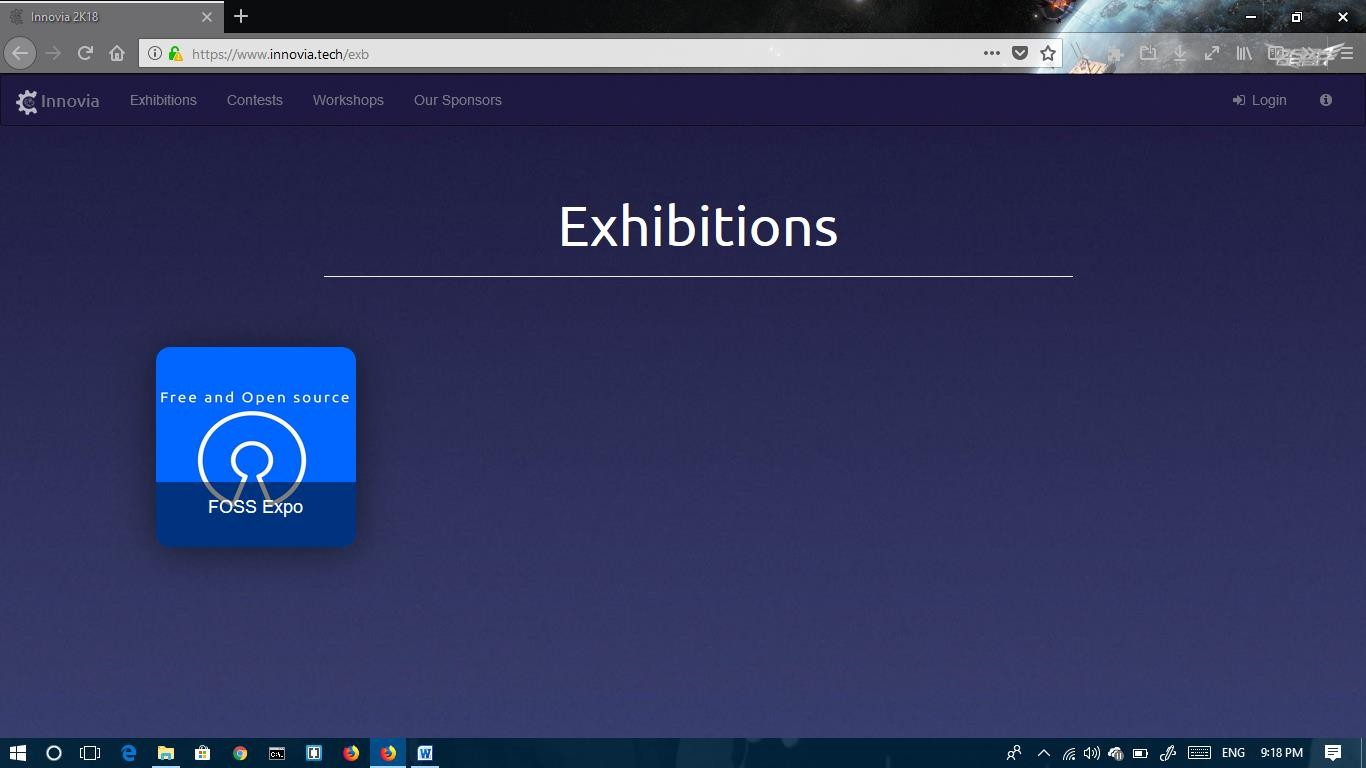 Innovia 2K18
https://www.innovia.tech/exb
Innovia
Exhibitions
Contests
Workshops
Our Sponsors
Login
Exhibitions
Free and Open source
FOSS Expo
ENG
9:18 PM